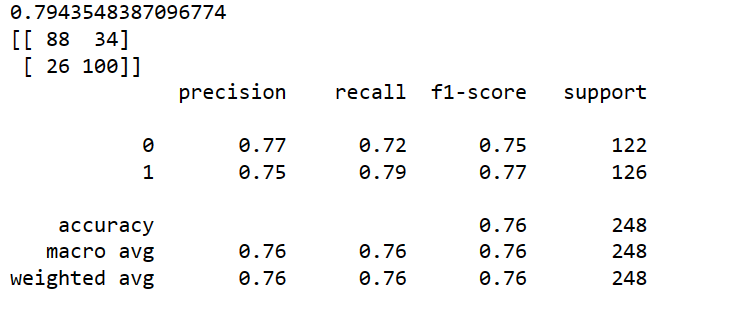 0.7943548387096774
[[ 88  34]
 [ 26 100]]
              precision    recall  f1-score   support

           0       0.77      0.72      0.75       122
           1       0.75      0.79      0.77       126

    accuracy                           0.76       248
   macro avg       0.76      0.76      0.76       248
weighted avg       0.76      0.76      0.76       248